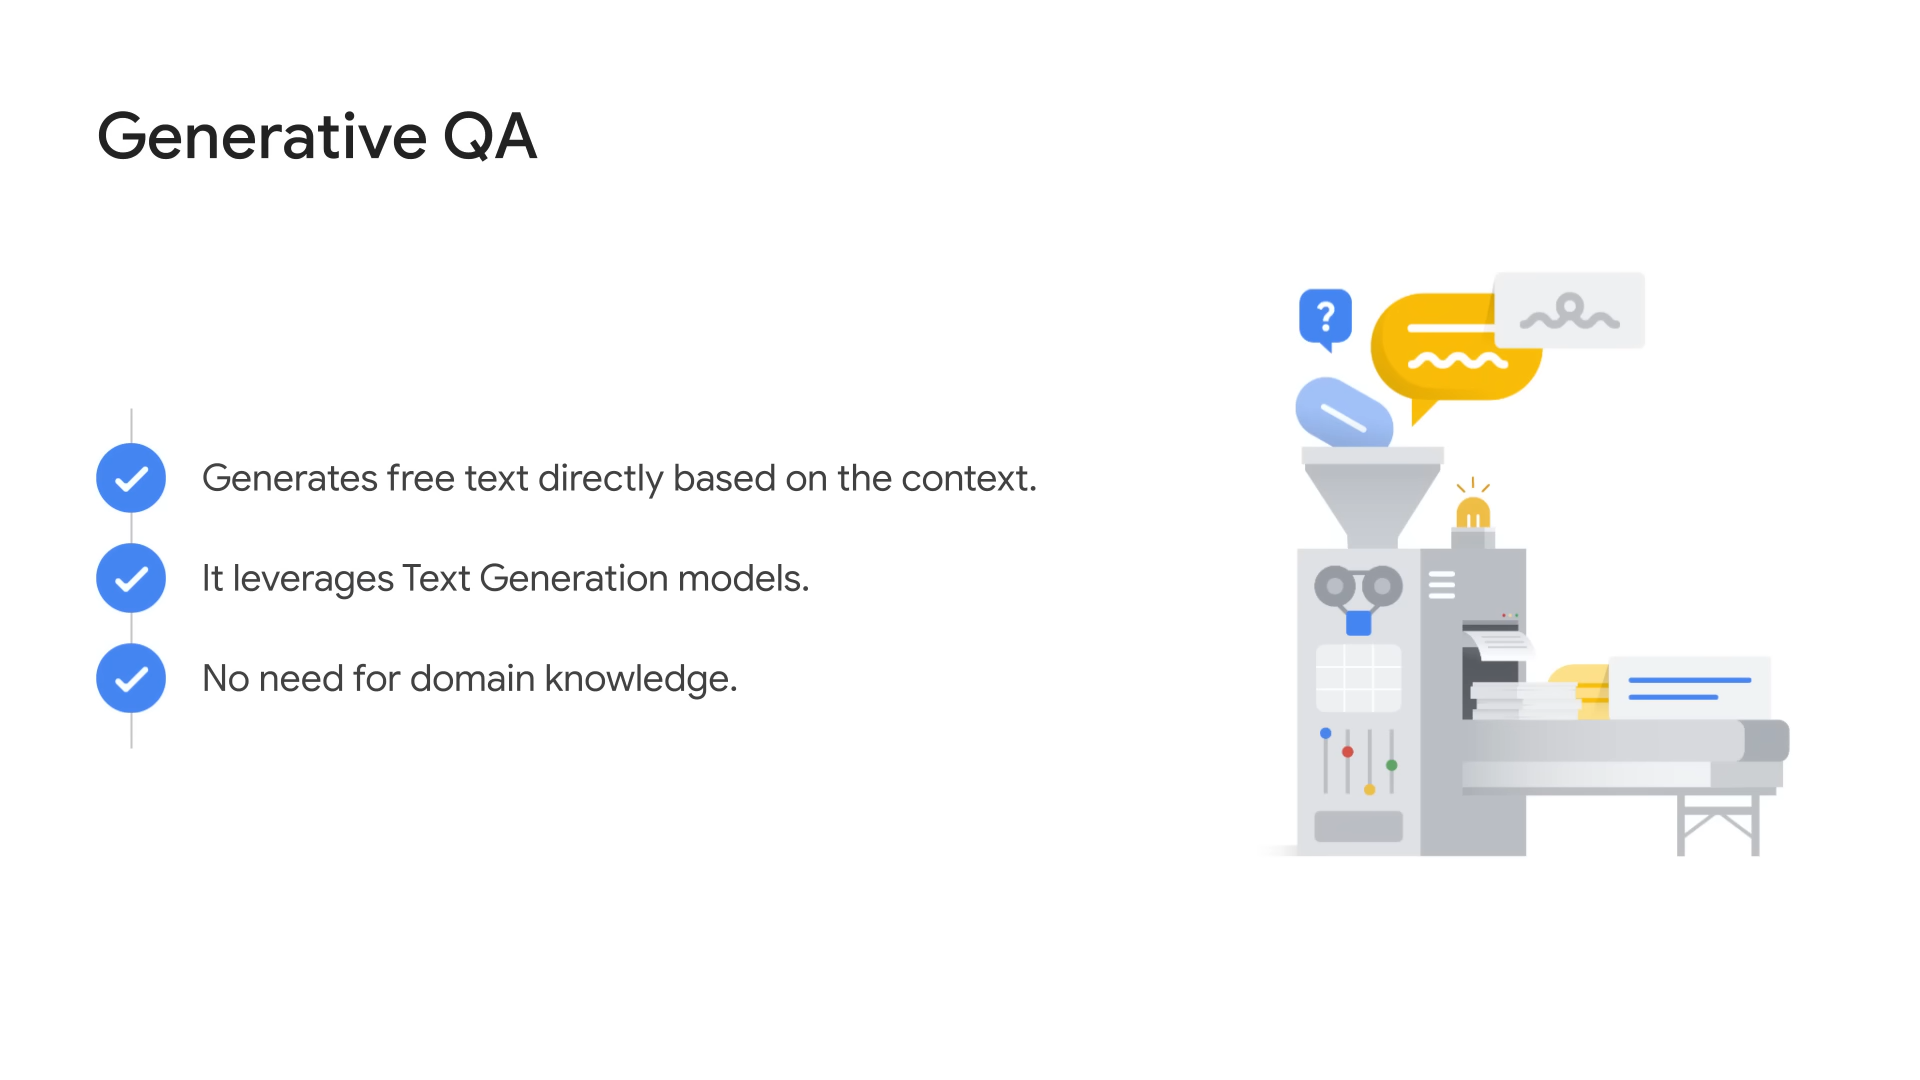 Generative QA
Generates free text directly based on the context.
It leverages Text Generation models.
No need for domain knowledge.
?